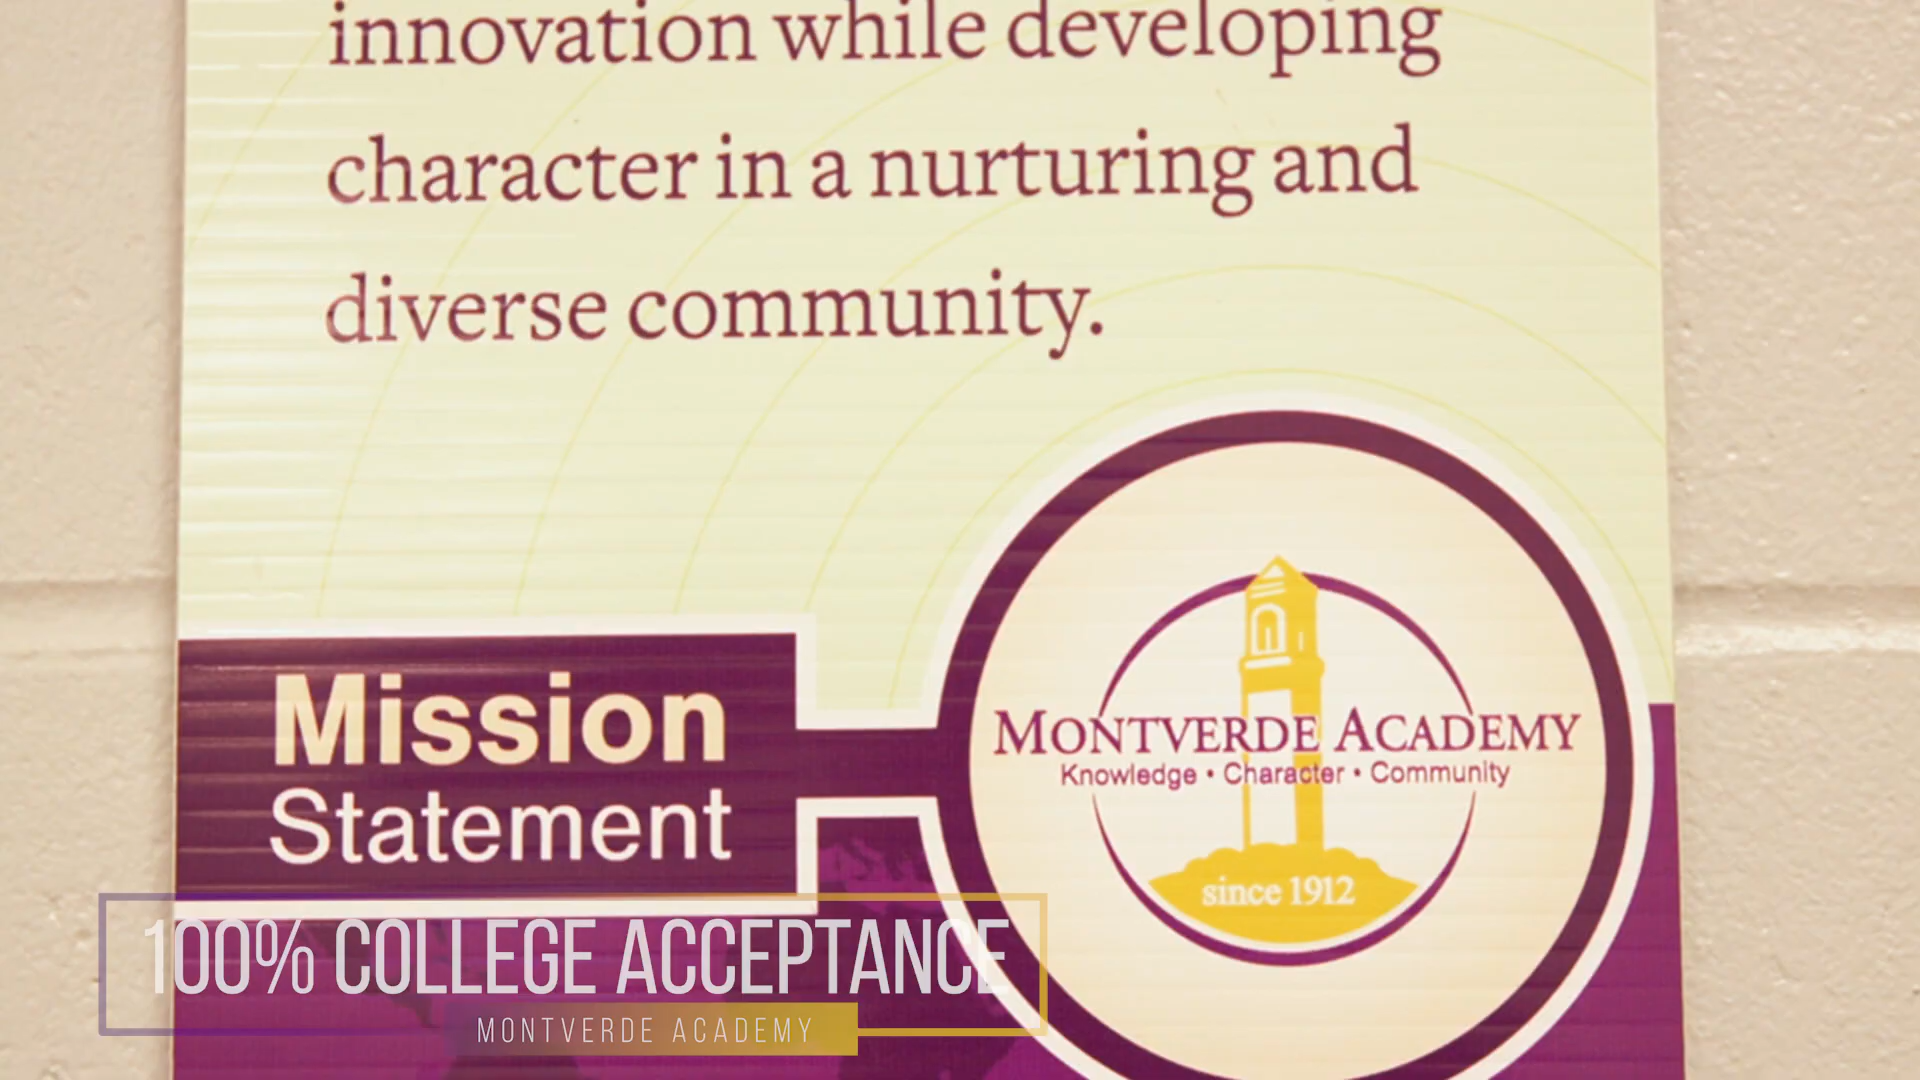 innovation while developing
character in a nurturing and
diverse community.
Mission
Statement
MONTVERDE ACADEMY
Knowledge • Character • Community
since 1912
100% COLLEGE ACCEPTANCE
MONTVERDE ACADEMY